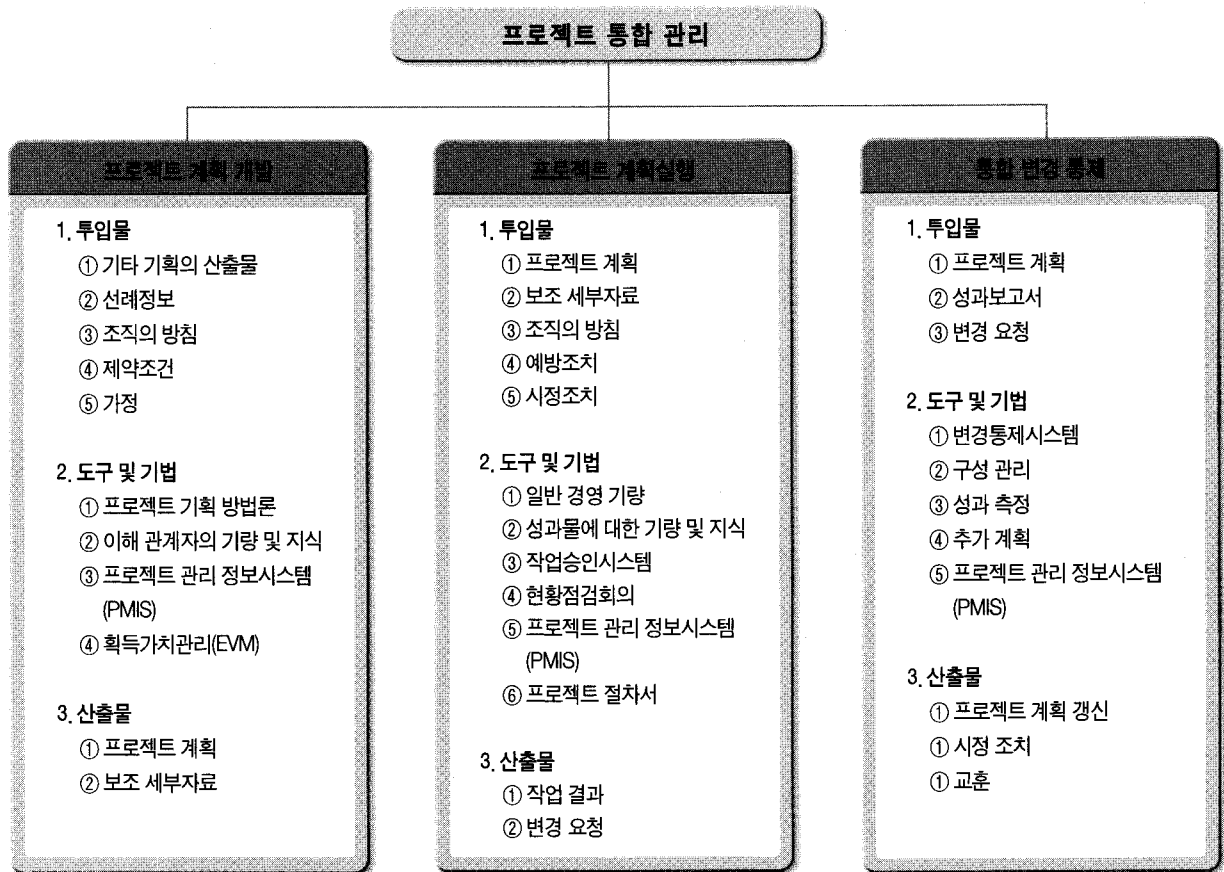 프로젝트 통합 관리
프로젝트 계획 개발
1. 투입물
① 기타 기획의 산출물
② 선례정보
③ 조직의 방침
④ 제약조건
⑤ 가정
2. 도구 및 기법
① 프로젝트 기획 방법론
② 이해 관계자의 기량 및 지식
③ 프로젝트 관리 정보시스템
(PMIS)
④ 획득가치관리(EVM)
3. 산출물
① 프로젝트 계획
② 보조 세부자료
프로젝트 계획실행
1. 투입물
① 프로젝트 계획
② 보조 세부자료
③ 조직의 방침
④ 예방조치
⑤ 시정조치
2. 도구 및 기법
① 일반 경영 기량
② 성과물에 대한 기량 및 지식
③ 작업승인시스템
④ 현황점검회의
⑤ 프로젝트 관리 정보시스템
(PMIS)
⑥ 프로젝트 절차서
3. 산출물
① 작업 결과
② 변경 요청
통합 변경 통제
1. 투입물
① 프로젝트 계획
② 성과보고서
③ 변경 요청
2. 도구 및 기법
① 변경통제시스템
② 구성 관리
③ 성과 측정
④ 추가 계획
⑤ 프로젝트 관리 정보시스템
(PMIS)
3. 산출물
① 프로젝트 계획 갱신
① 시정 조치
① 교훈